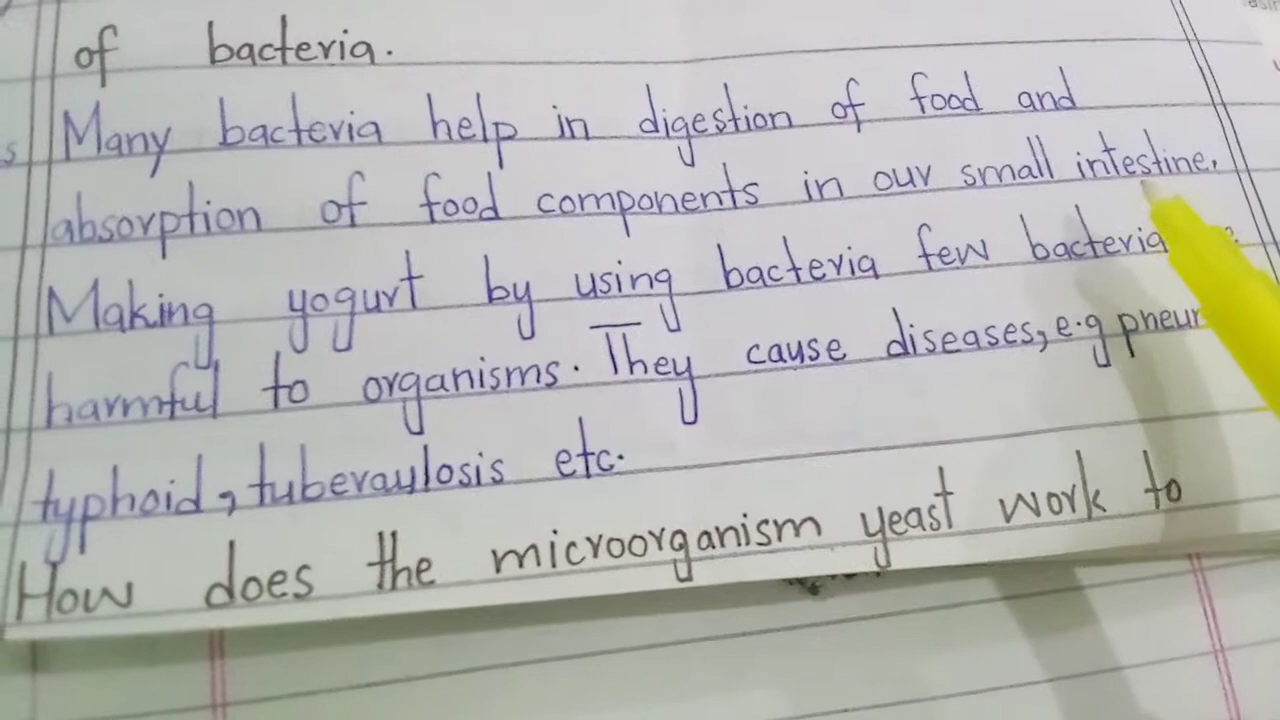 of bacteria.
Many bacteria help in digestion of food and
absorption of food components in our small intestine.
Making yogurt by using bacteria few bacteria
harmful to organisms. They cause diseases, e.g
typhoid, tuberaulosis etc.
How does the microorganism yeast work to